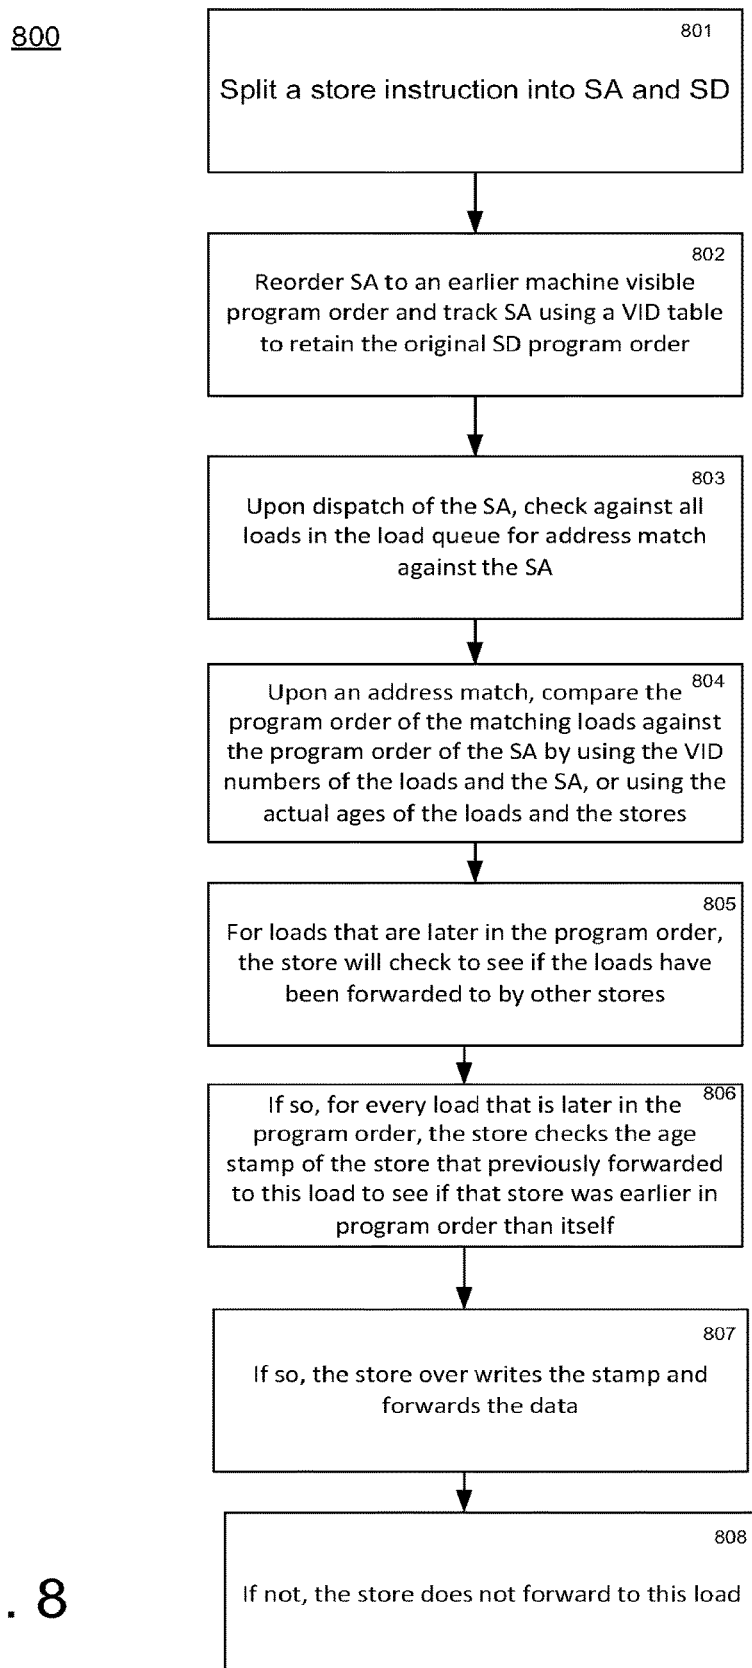 800
801
Split a store instruction into SA and SD
802
Reorder SA to an earlier machine visible
program order and track SA using a VID table
to retain the original SD program order
803
Upon dispatch of the SA, check against all
loads in the load queue for address match
against the SA
804
Upon an address match, compare the
program order of the matching loads against
the program order of the SA by using the VID
numbers of the loads and the SA, or using the
actual ages of the loads and the stores
805
For loads that are later in the program order,
the store will check to see if the loads have
been forwarded to by other stores
806
If so, for every load that is later in the
program order, the store checks the age
stamp of the store that previously forwarded
to this load to see if that store was earlier in
program order than itself
807
If so, the store over writes the stamp and
forwards the data
808
If not, the store does not forward to this load
. 8